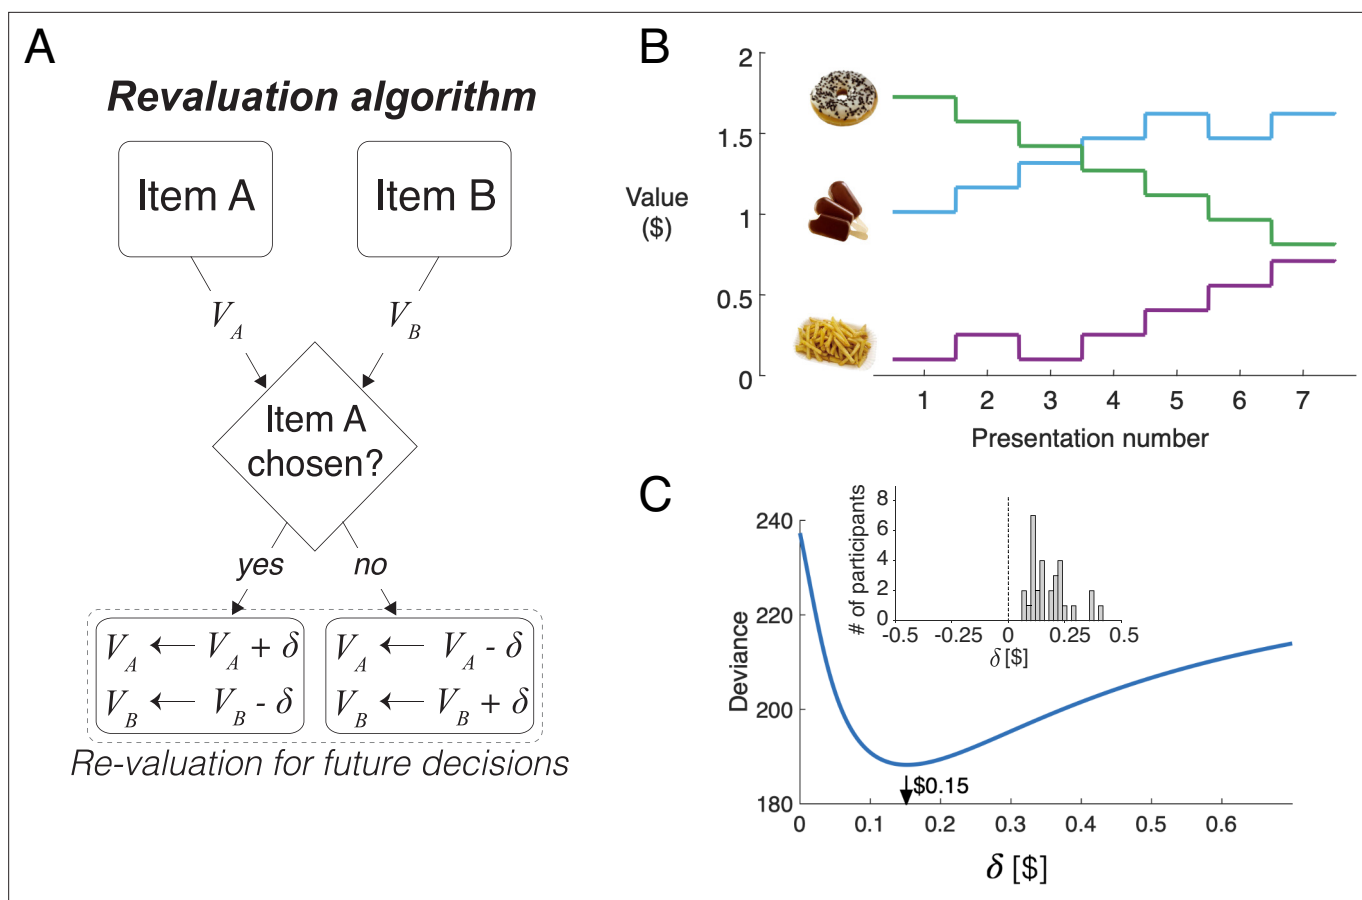 A
Revaluation algorithm
Item A
Item B
V_A
V_B
Item A
chosen?
yes
no
V_A ← V_A + δ
V_B ← V_B - δ
V_A ← V_A - δ
V_B ← V_B + δ
Re-valuation for future decisions
B
2
1.5
1
0.5
0
Value
($)
1 2 3 4 5 6 7
Presentation number
C
240
220
200
180
Deviance
0 0.1 0.2 0.3 0.4 0.5 0.6
δ [$]
$0.15
8
6
4
2
0
# of participants
-0.5 -0.25 0 0.25 0.5
δ [$]